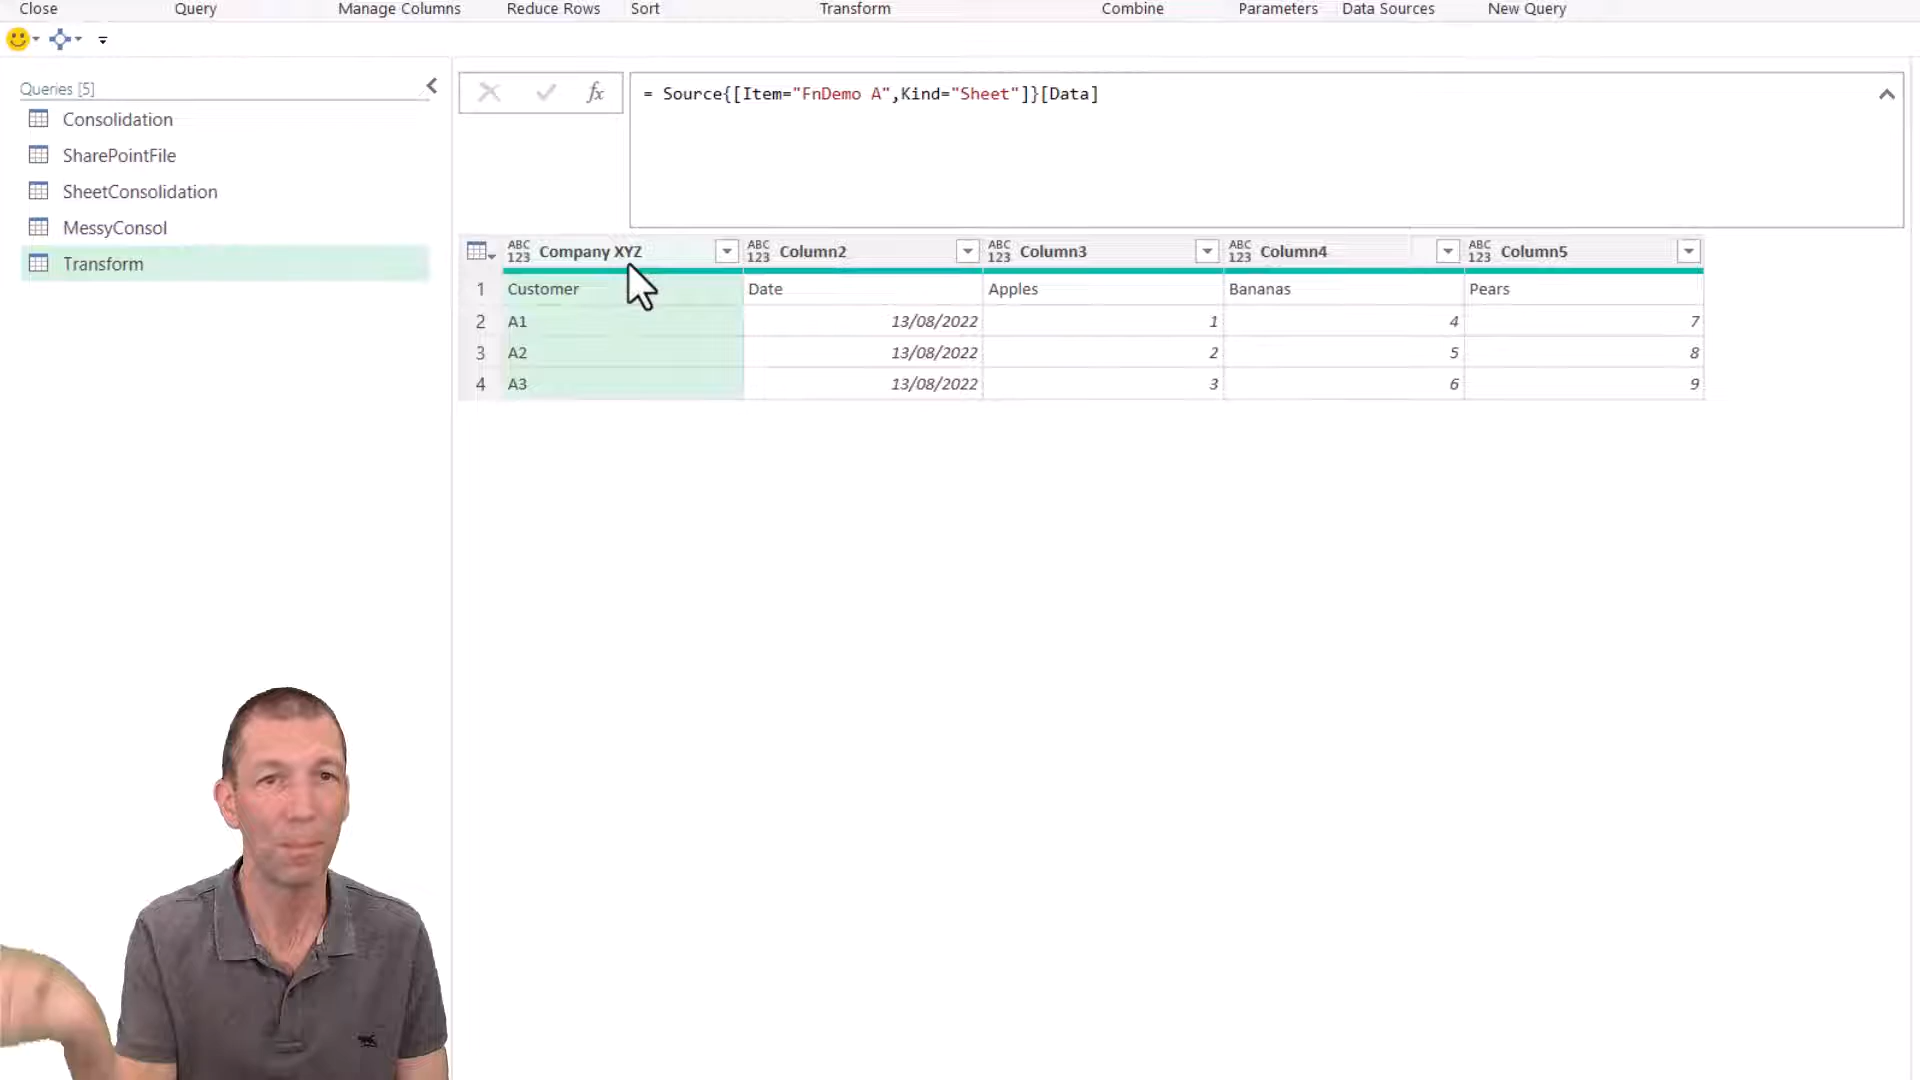 Close Query Manage Columns Reduce Rows Sort Transform Combine Parameters Data Sources New Query
Queries [5]
Consolidation
SharePointFile
SheetConsolidation
MessyConsol
Transform
fx
= Source{[Item="FnDemo A",Kind="Sheet"]}[Data]
ABC 123 Company XYZ ABC 123 Column2 ABC 123 Column3 ABC 123 Column4 ABC 123 Column5
1 Customer Date Apples Bananas Pears
2 A1 13/08/2022 1 4 7
3 A2 13/08/2022 2 5 8
4 A3 13/08/2022 3 6 9